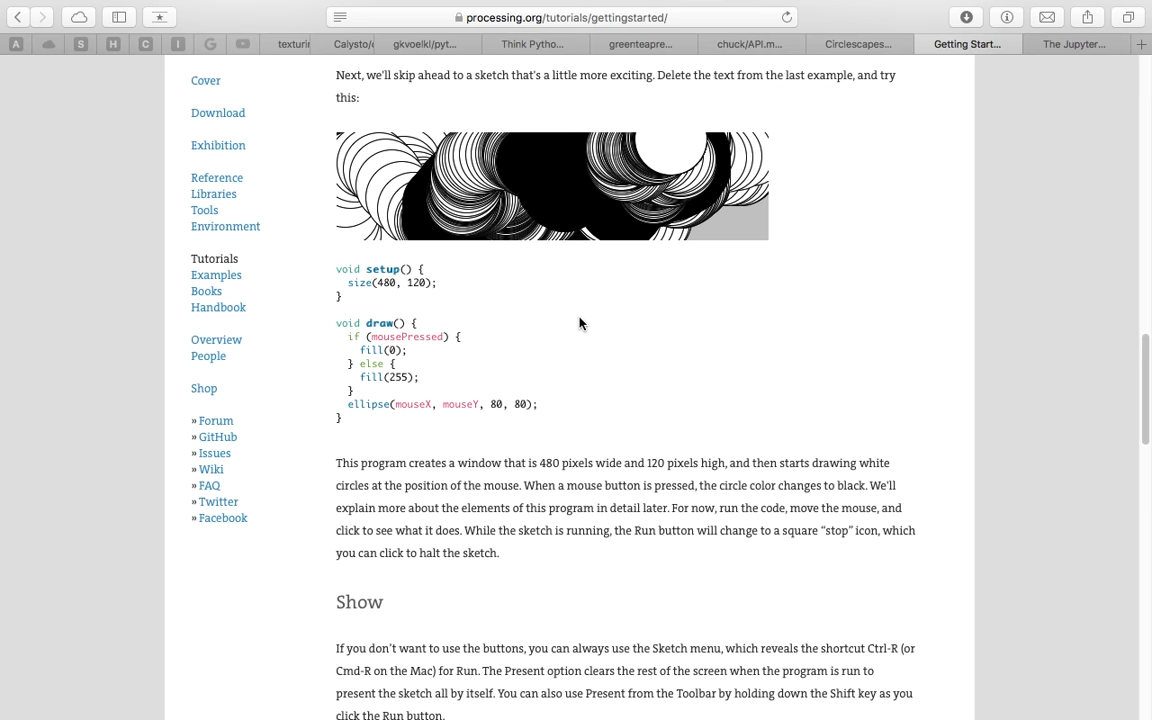 processing.org/tutorials/gettingstarted/
A S H C I G texturi Calysto/c gkvoelkl/pyt... Think Pytho... greenteapre... chuck/API.m... Circlescapes... Getting Start... The Jupyter...
Cover
Download
Exhibition
Reference
Libraries
Tools
Environment
Tutorials
Examples
Books
Handbook
Overview
People
Shop
» Forum
» GitHub
» Issues
» Wiki
» FAQ
» Twitter
» Facebook
Next, we'll skip ahead to a sketch that's a little more exciting. Delete the text from the last example, and try
this:
void setup() {
  size(480, 120);
}
void draw() {
  if (mousePressed) {
    fill(0);
  } else {
    fill(255);
  }
  ellipse(mouseX, mouseY, 80, 80);
}
This program creates a window that is 480 pixels wide and 120 pixels high, and then starts drawing white
circles at the position of the mouse. When a mouse button is pressed, the circle color changes to black. We'll
explain more about the elements of this program in detail later. For now, run the code, move the mouse, and
click to see what it does. While the sketch is running, the Run button will change to a square “stop” icon, which
you can click to halt the sketch.
Show
If you don't want to use the buttons, you can always use the Sketch menu, which reveals the shortcut Ctrl-R (or
Cmd-R on the Mac) for Run. The Present option clears the rest of the screen when the program is run to
present the sketch all by itself. You can also use Present from the Toolbar by holding down the Shift key as you
click the Run button.